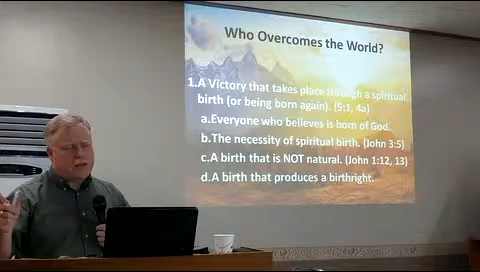 Who Overcomes the World?
1.A Victory that takes place through a spiritual
birth (or being born again). (5:1, 4a)
a.Everyone who believes is born of God.
b.The necessity of spiritual birth. (John 3:5)
c.A birth that is NOT natural. (John 1:12, 13)
d.A birth that produces a birthright.